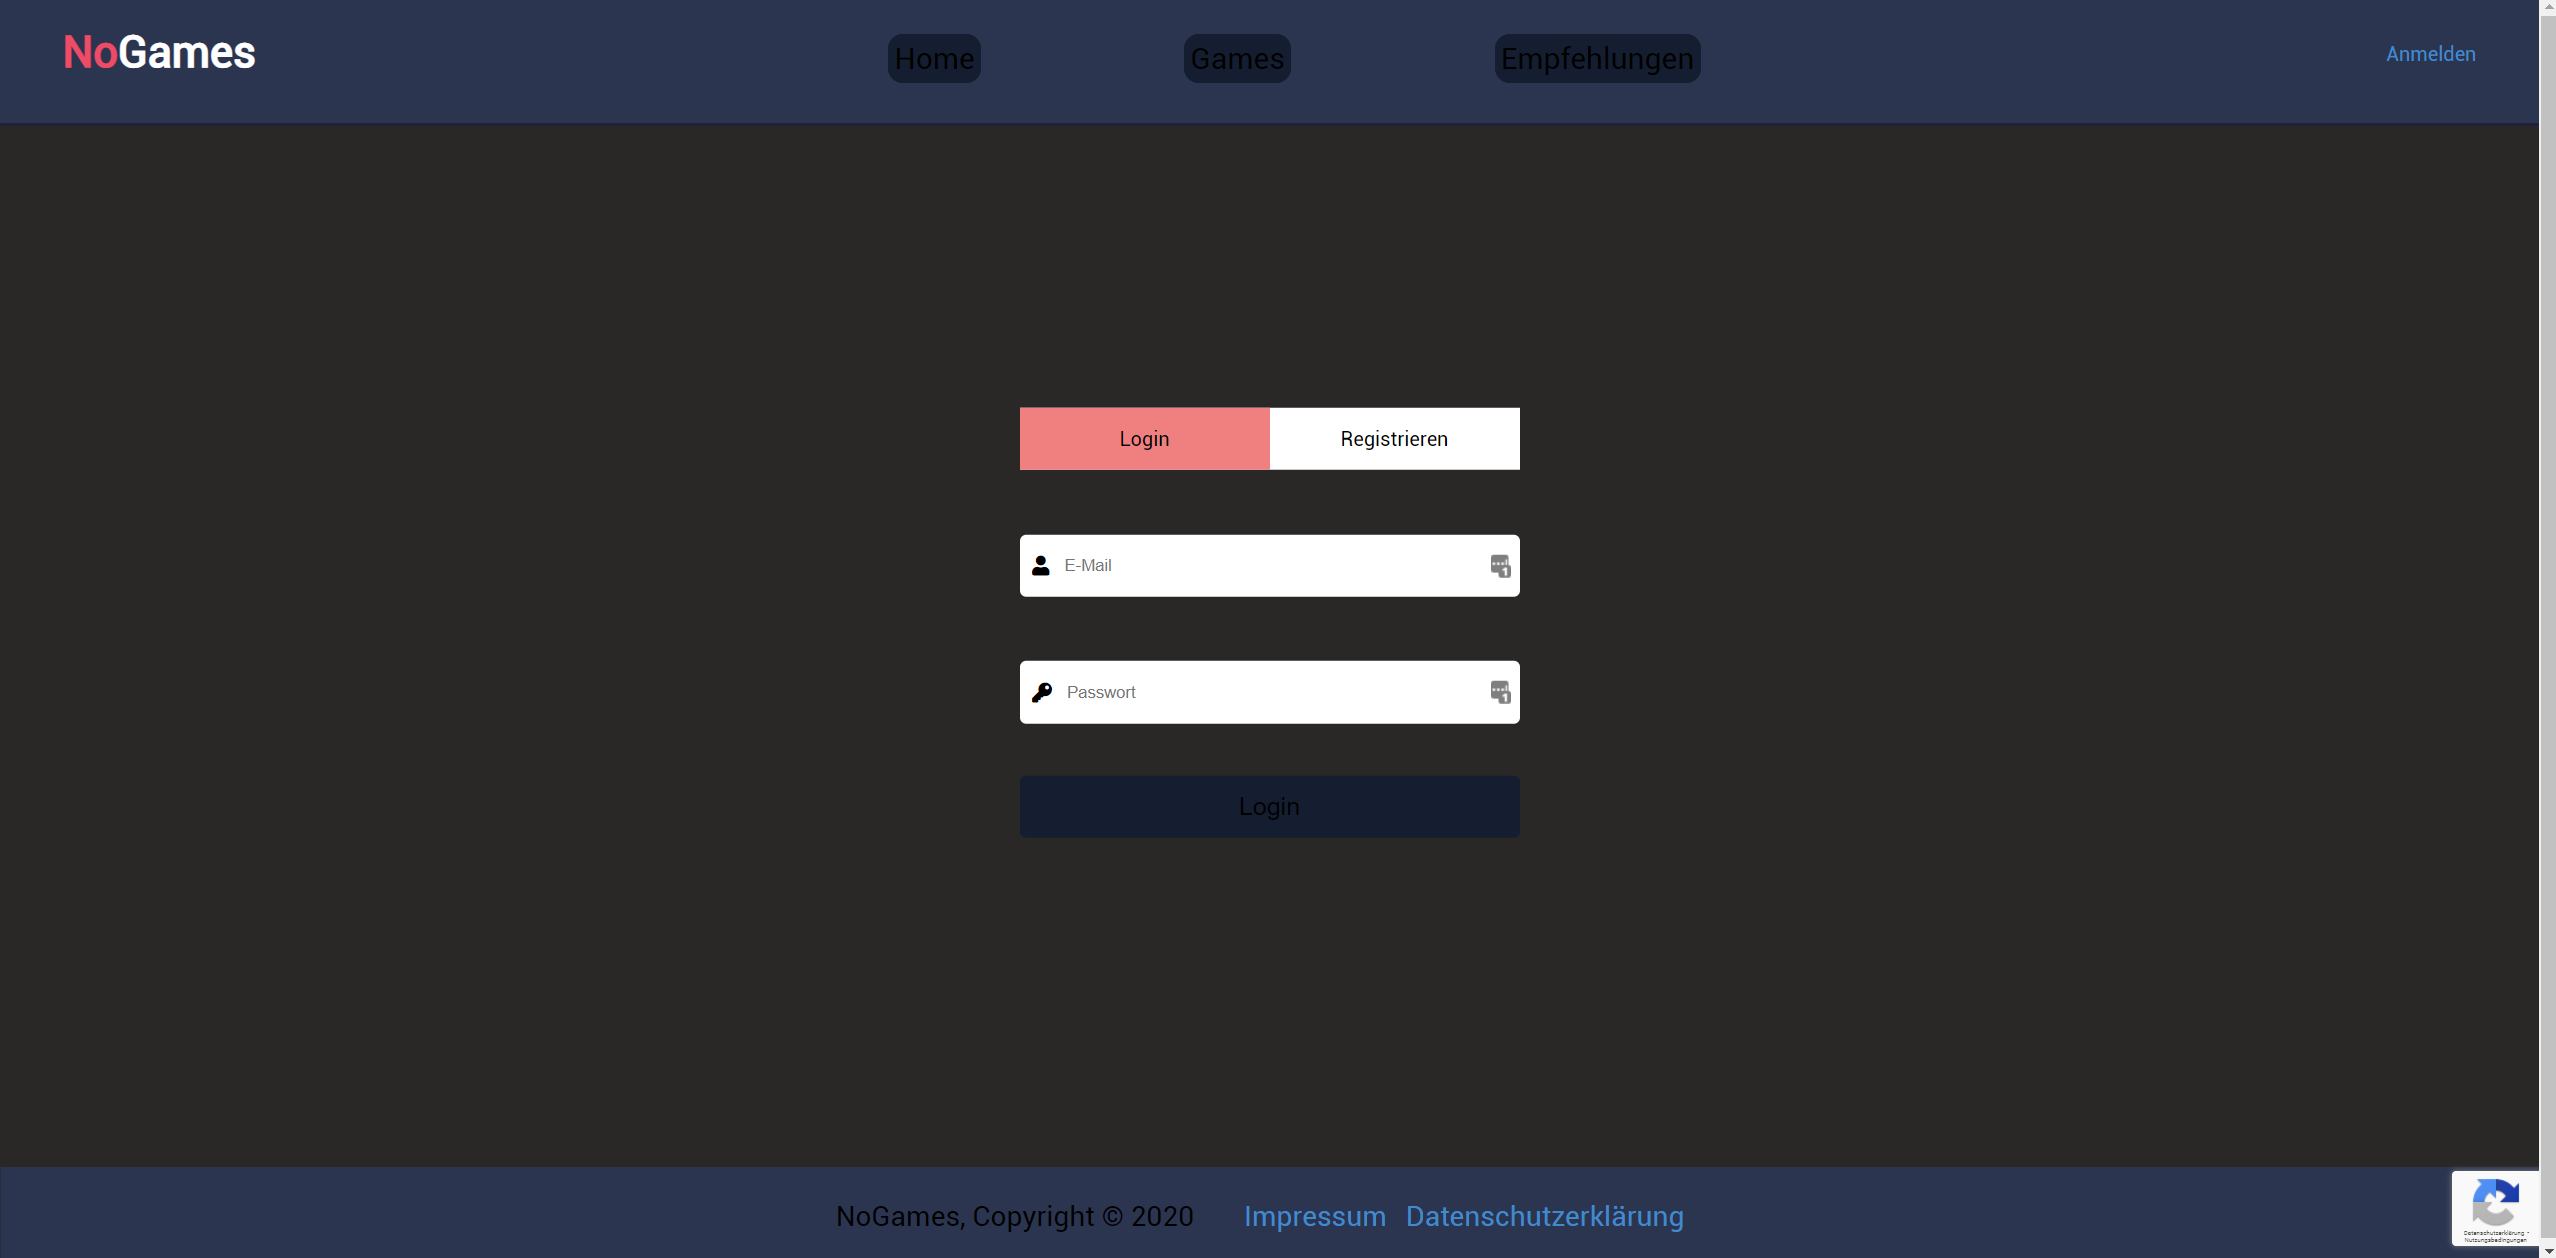 NoGames
Home
Games
Empfehlungen
Anmelden
Login
Registrieren
E-Mail
Passwort
Login
NoGames, Copyright © 2020
Impressum
Datenschutzerklärung
Datenschutzerklärung -
Nutzungsbedingungen